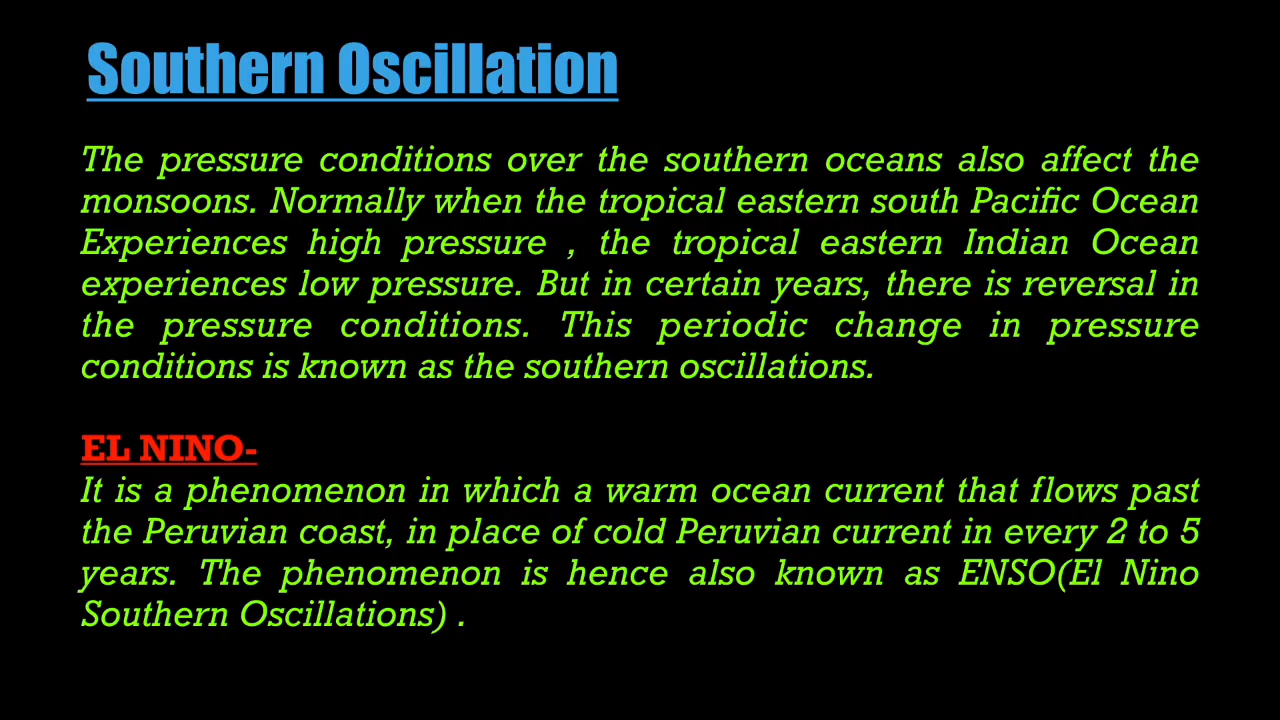 Southern Oscillation
The pressure conditions over the southern oceans also affect the
monsoons. Normally when the tropical eastern south Pacific Ocean
Experiences high pressure , the tropical eastern Indian Ocean
experiences low pressure. But in certain years, there is reversal in
the pressure conditions. This periodic change in pressure
conditions is known as the southern oscillations.
EL NINO-
It is a phenomenon in which a warm ocean current that flows past
the Peruvian coast, in place of cold Peruvian current in every 2 to 5
years. The phenomenon is hence also known as ENSO(El Nino
Southern Oscillations) .